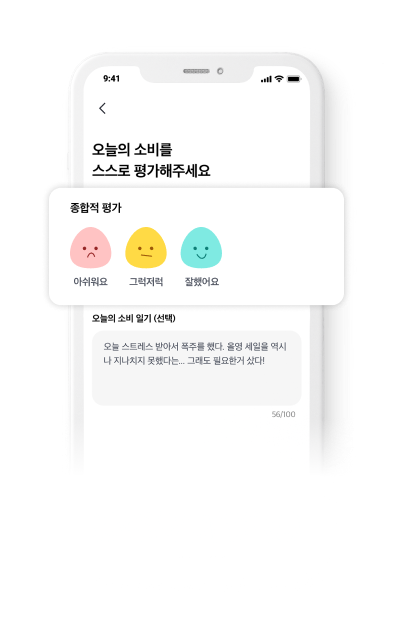 9:41
오늘의 소비를
스스로 평가해주세요
종합적 평가
아쉬워요
그럭저럭
잘했어요
오늘의 소비 일기 (선택)
오늘 스트레스 받아서 폭주를 했다. 올영 세일을 역시
나 지나치지 못했다는... 그래도 필요한거 샀다!
56/100